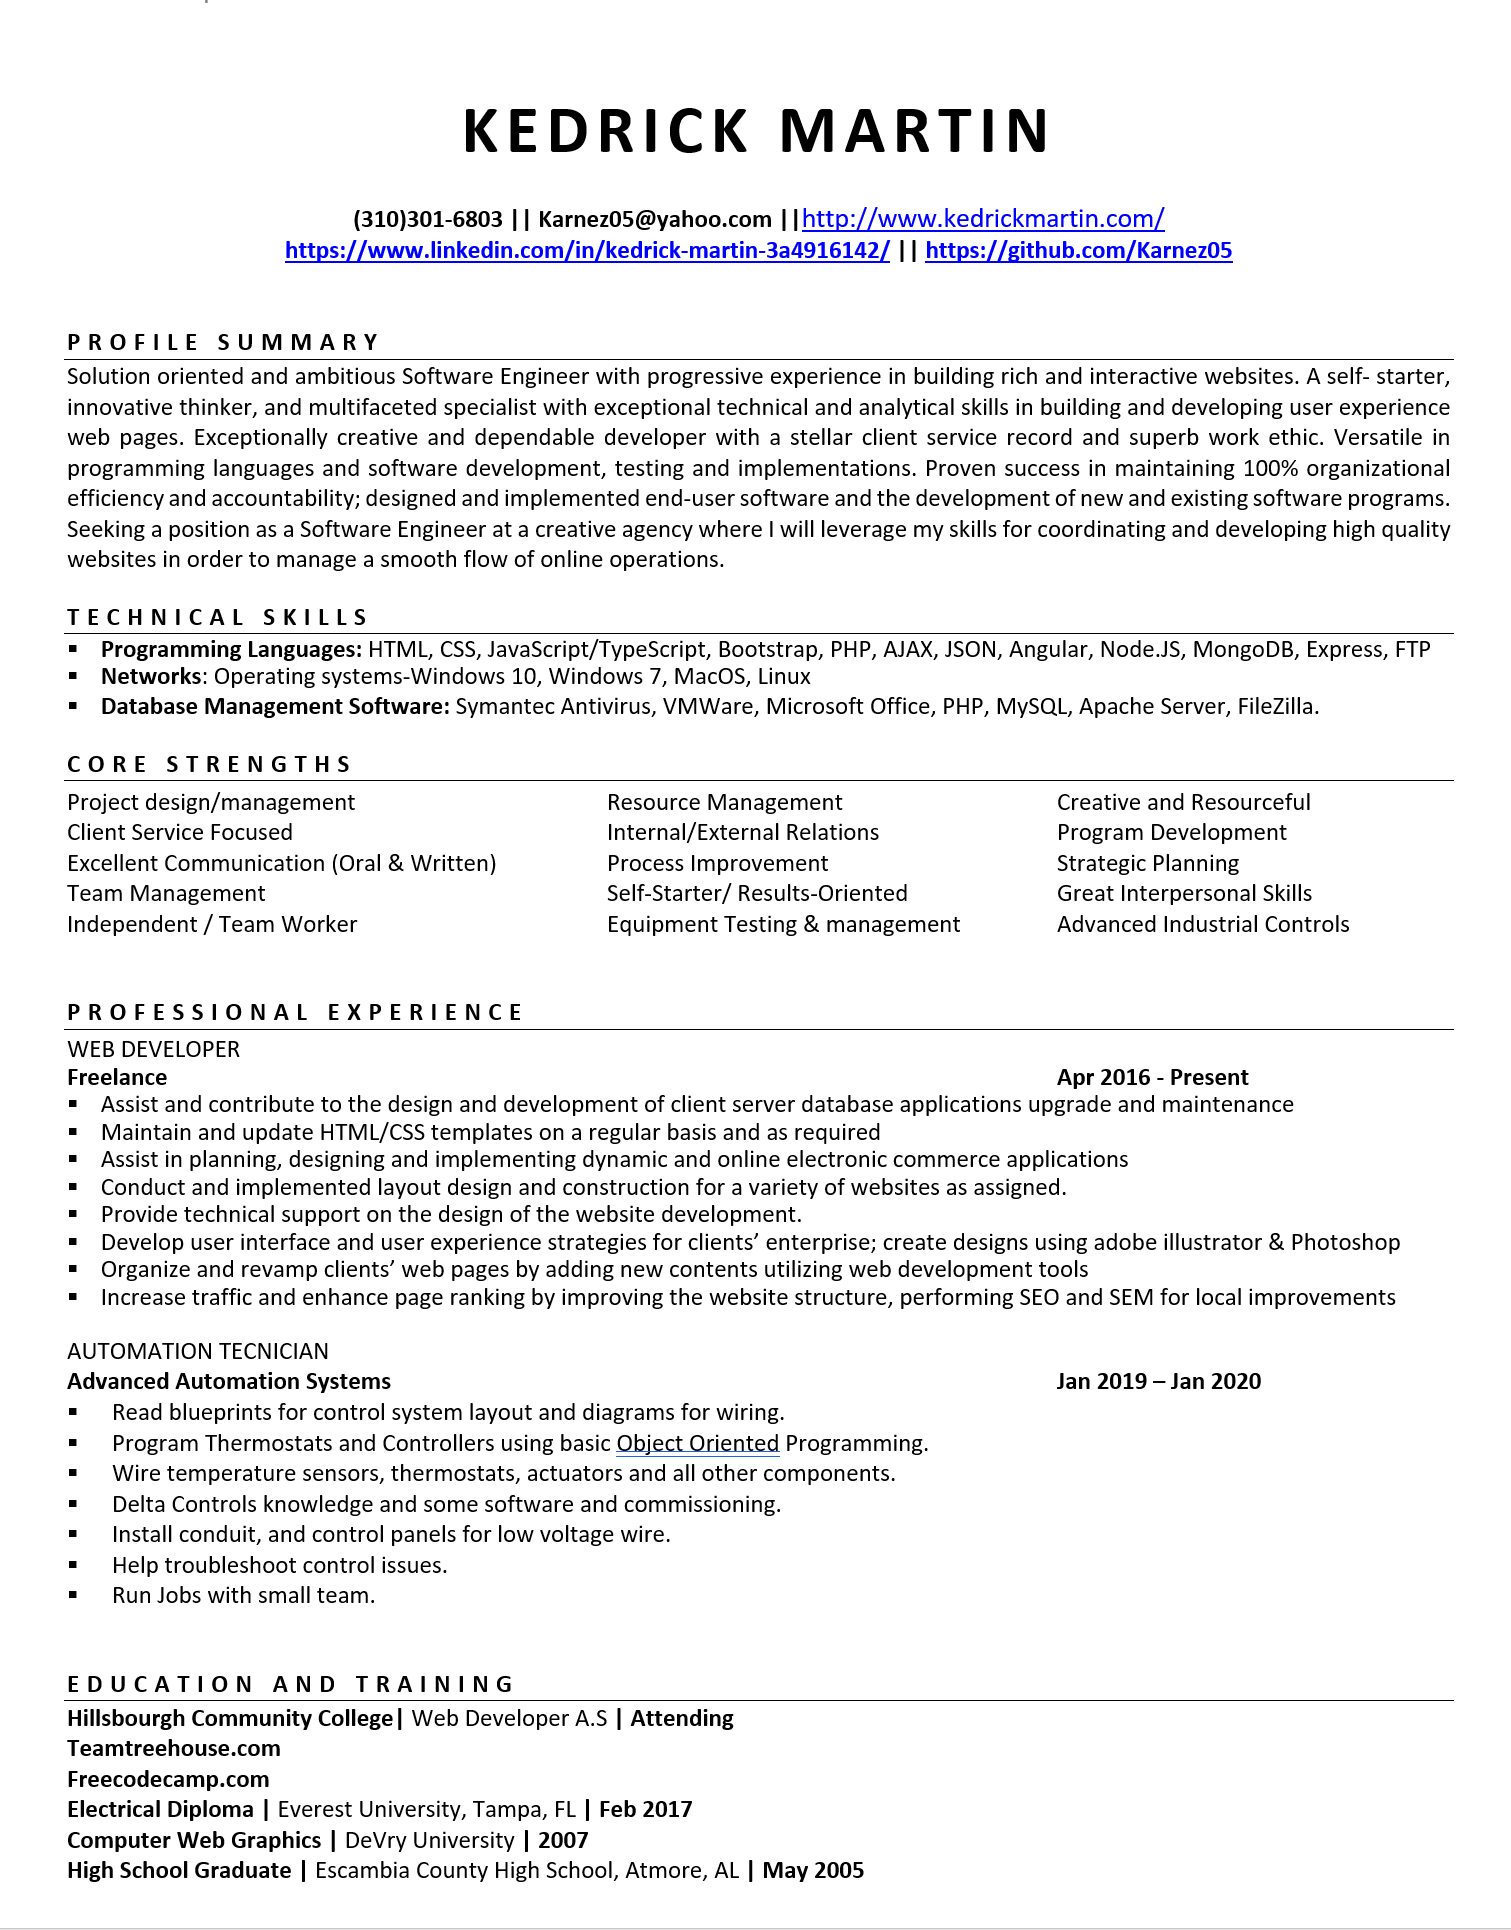 KEDRICK MARTIN
(310)301-6803 || Karnez05@yahoo.com ||http://www.kedrickmartin.com/
https://www.linkedin.com/in/kedrick-martin-3a4916142/ || https://github.com/Karnez05
PROFILE SUMMARY
Solution oriented and ambitious Software Engineer with progressive experience in building rich and interactive websites. A self- starter,
innovative thinker, and multifaceted specialist with exceptional technical and analytical skills in building and developing user experience
web pages. Exceptionally creative and dependable developer with a stellar client service record and superb work ethic. Versatile in
programming languages and software development, testing and implementations. Proven success in maintaining 100% organizational
efficiency and accountability; designed and implemented end-user software and the development of new and existing software programs.
Seeking a position as a Software Engineer at a creative agency where I will leverage my skills for coordinating and developing high quality
websites in order to manage a smooth flow of online operations.
TECHNICAL SKILLS
▪ Programming Languages: HTML, CSS, JavaScript/TypeScript, Bootstrap, PHP, AJAX, JSON, Angular, Node.JS, MongoDB, Express, FTP
▪ Networks: Operating systems-Windows 10, Windows 7, MacOS, Linux
▪ Database Management Software: Symantec Antivirus, VMWare, Microsoft Office, PHP, MySQL, Apache Server, FileZilla.
CORE STRENGTHS
Project design/management Resource Management Creative and Resourceful
Client Service Focused Internal/External Relations Program Development
Excellent Communication (Oral & Written) Process Improvement Strategic Planning
Team Management Self-Starter/ Results-Oriented Great Interpersonal Skills
Independent / Team Worker Equipment Testing & management Advanced Industrial Controls
PROFESSIONAL EXPERIENCE
WEB DEVELOPER
Freelance Apr 2016 - Present
▪ Assist and contribute to the design and development of client server database applications upgrade and maintenance
▪ Maintain and update HTML/CSS templates on a regular basis and as required
▪ Assist in planning, designing and implementing dynamic and online electronic commerce applications
▪ Conduct and implemented layout design and construction for a variety of websites as assigned.
▪ Provide technical support on the design of the website development.
▪ Develop user interface and user experience strategies for clients’ enterprise; create designs using adobe illustrator & Photoshop
▪ Organize and revamp clients’ web pages by adding new contents utilizing web development tools
▪ Increase traffic and enhance page ranking by improving the website structure, performing SEO and SEM for local improvements
AUTOMATION TECNICIAN
Advanced Automation Systems Jan 2019 – Jan 2020
▪ Read blueprints for control system layout and diagrams for wiring.
▪ Program Thermostats and Controllers using basic Object Oriented Programming.
▪ Wire temperature sensors, thermostats, actuators and all other components.
▪ Delta Controls knowledge and some software and commissioning.
▪ Install conduit, and control panels for low voltage wire.
▪ Help troubleshoot control issues.
▪ Run Jobs with small team.
EDUCATION AND TRAINING
Hillsbourgh Community College| Web Developer A.S | Attending
Teamtreehouse.com
Freecodecamp.com
Electrical Diploma | Everest University, Tampa, FL | Feb 2017
Computer Web Graphics | DeVry University | 2007
High School Graduate | Escambia County High School, Atmore, AL | May 2005